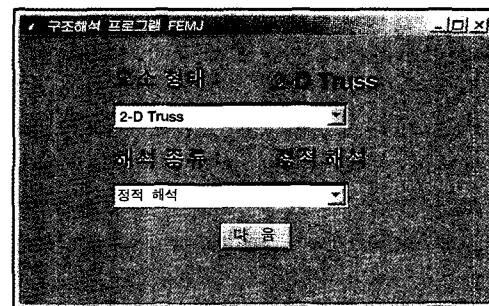 구조해석 프로그램 FEMJ
요소 형태 2-D Truss
2-D Truss
해석 종류 정적 해석
정적 해석
다 음